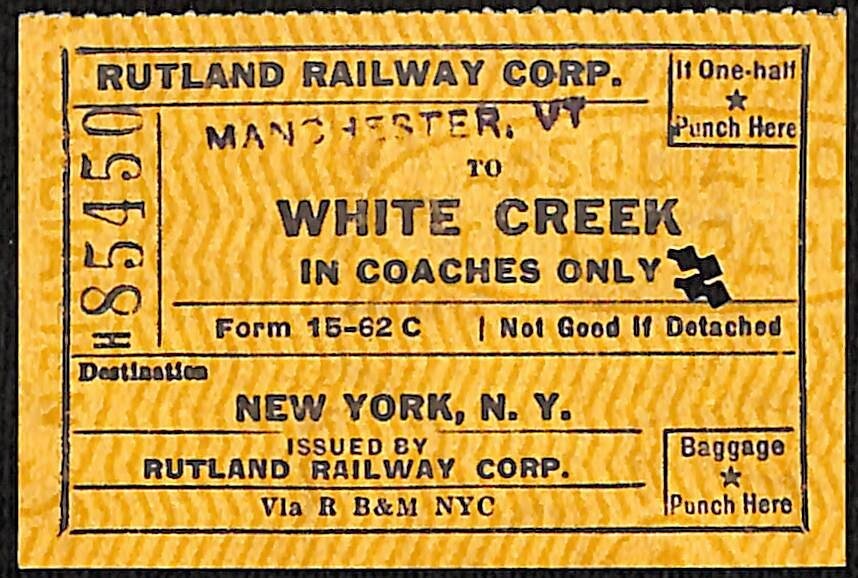 RUTLAND RAILWAY CORP.
If One-half
★
Punch Here
MANCHESTER, VT
TO
WHITE CREEK
IN COACHES ONLY
H 85450
Form 15-62 C | Not Good If Detached
Destination
NEW YORK, N. Y.
ISSUED BY
RUTLAND RAILWAY CORP.
Via R B&M NYC
Baggage
★
Punch Here